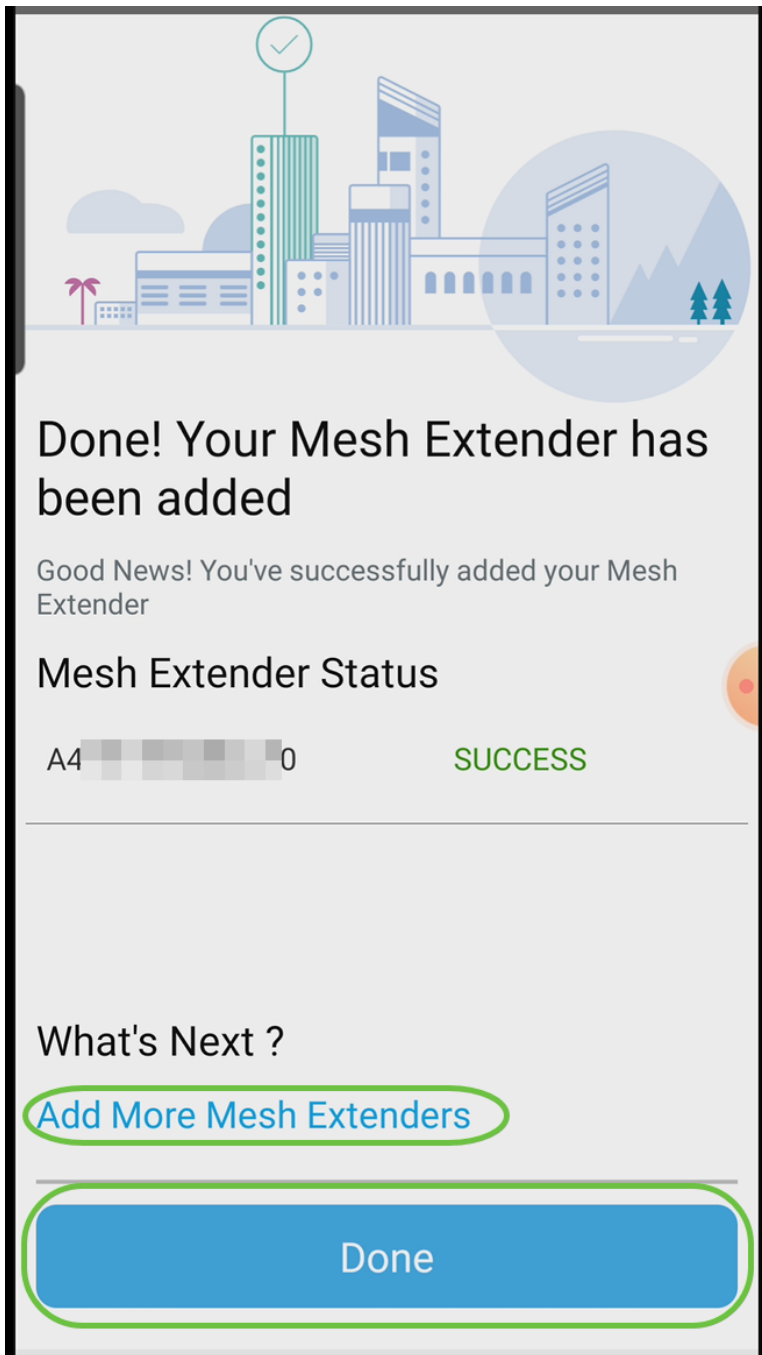 Done! Your Mesh Extender has
been added
Good News! You've successfully added your Mesh
Extender
Mesh Extender Status
A4 0 SUCCESS
What's Next ?
Add More Mesh Extenders
Done